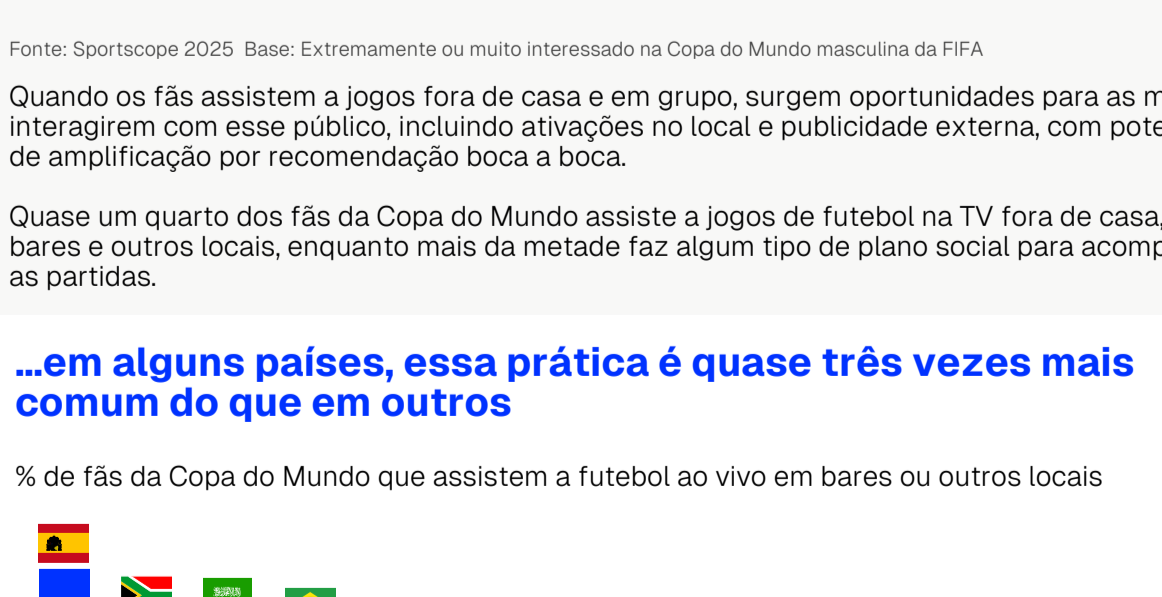 Fonte: Sportscope 2025 Base: Extremamente ou muito interessado na Copa do Mundo masculina da FIFA
Quando os fãs assistem a jogos fora de casa e em grupo, surgem oportunidades para as
interagirem com esse público, incluindo ativações no local e publicidade externa, com
de amplificação por recomendação boca a boca.
Quase um quarto dos fãs da Copa do Mundo assiste a jogos de futebol na TV fora de casa,
bares e outros locais, enquanto mais da metade faz algum tipo de plano social para
as partidas.
...em alguns países, essa prática é quase três vezes mais
comum do que em outros
% de fãs da Copa do Mundo que assistem a futebol ao vivo em bares ou outros locais